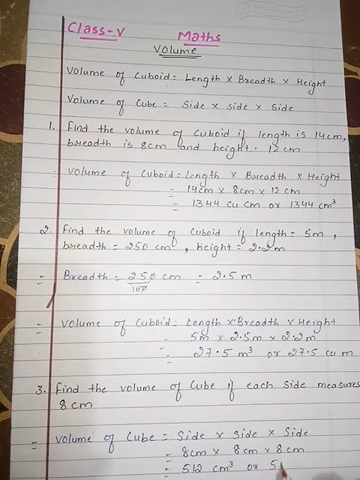 Class-V Maths
Volume
Volume of Cuboid = Length x Breadth x Height
Volume of Cube = Side x side x Side
1. Find the volume of cuboid if length is 14cm,
breadth is 8cm and height = 12 cm
Volume of Cuboid = Length x Breadth x Height
= 14cm x 8cm x 12 cm
= 1344 cu cm or 1344 cm³
2. Find the volume of Cuboid if length = 5m,
breadth = 250 cm, height = 2.2m
= Breadth = 250/100 cm = 2.5 m
= Volume of Cuboid = Length x Breadth x Height
= 5m x 2.5m x 2.2m
= 27.5 m³ or 27.5 cu m
3. Find the volume of Cube if each side measures
8cm
= Volume of Cube = Side x side x Side
= 8cm x 8cm x 8cm
= 512 cm³ or 51